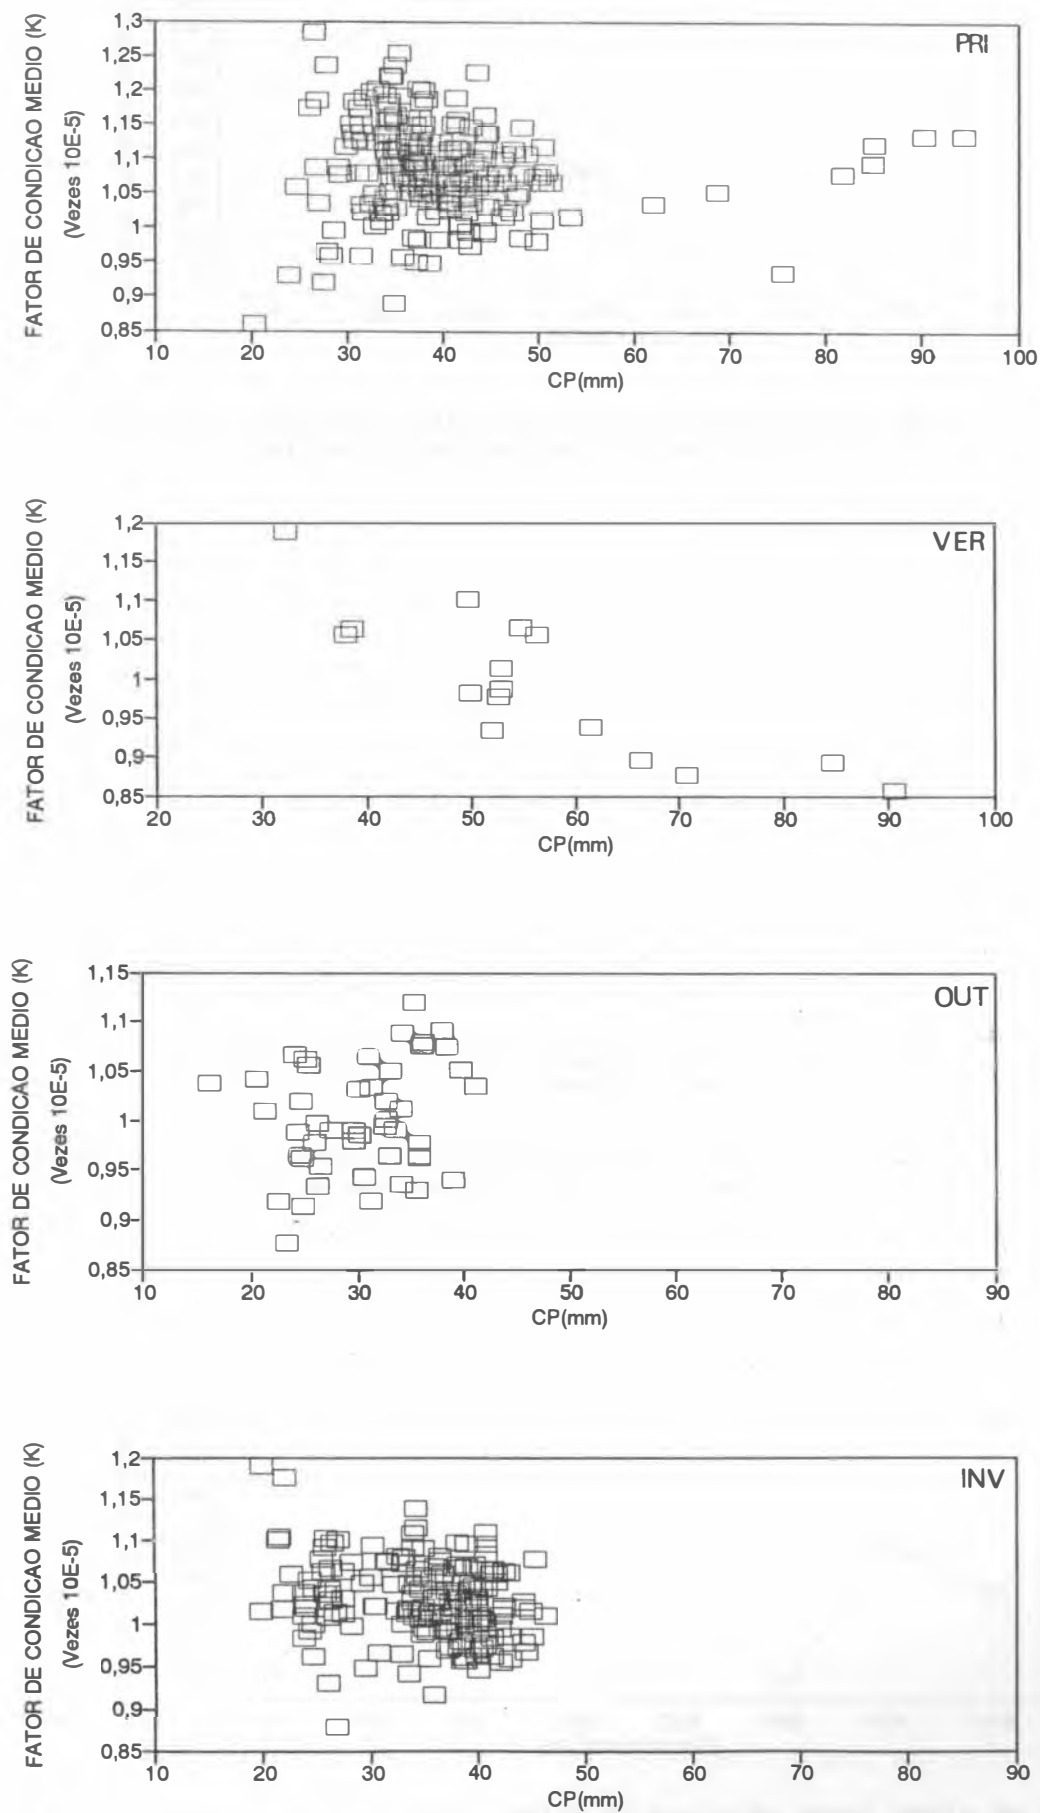 FATOR DE CONDICAO MEDIO (K)
(Vezes 10E-5)
PRI
1,3
1,25
1,2
1,15
1,1
1,05
1
0,95
0,9
0,85
10 20 30 40 50 60 70 80 90 100
CP(mm)
FATOR DE CONDICAO MEDIO (K)
(Vezes 10E-5)
VER
1,2
1,15
1,1
1,05
1
0,95
0,9
0,85
20 30 40 50 60 70 80 90 100
CP(mm)
FATOR DE CONDICAO MEDIO (K)
(Vezes 10E-5)
OUT
1,15
1,1
1,05
1
0,95
0,9
0,85
10 20 30 40 50 60 70 80 90
CP(mm)
FATOR DE CONDICAO MEDIO (K)
(Vezes 10E-5)
INV
1,2
1,15
1,1
1,05
1
0,95
0,9
0,85
10 20 30 40 50 60 70 80 90
CP(mm)